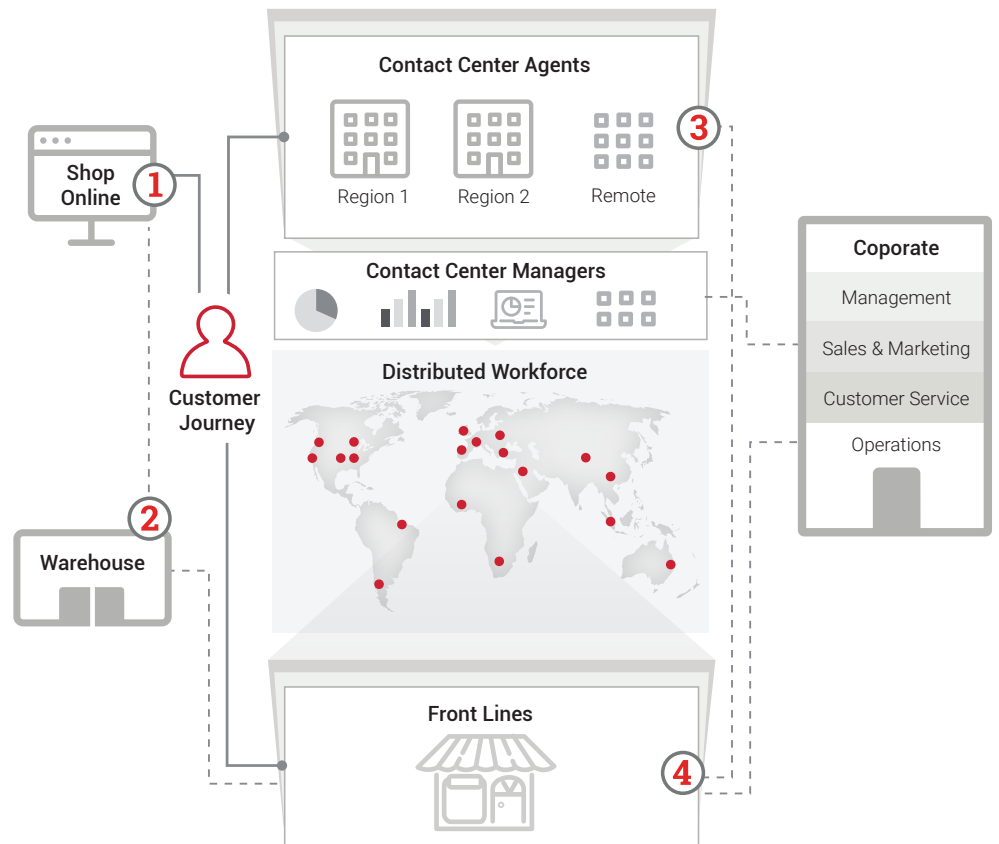 Contact Center Agents
Region 1
Region 2
Remote
3
Shop
Online
1
Coporate
Management
Sales & Marketing
Customer Service
Operations
Contact Center Managers
Distributed Workforce
Customer
Journey
2
Warehouse
Front Lines
4